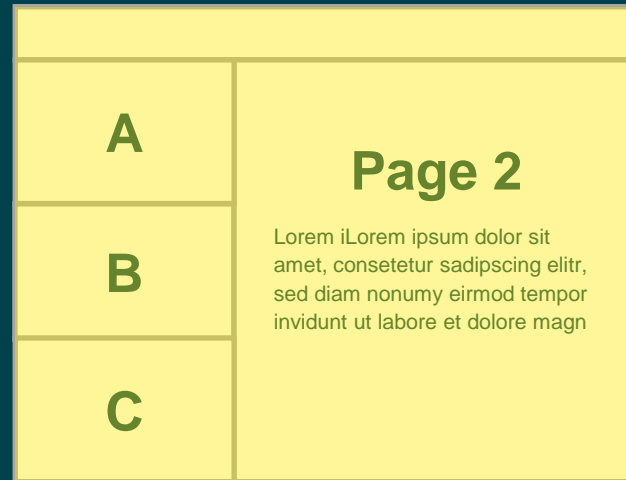 A
B
C
Page 2
Lorem iLorem ipsum dolor sit
amet, consetetur sadipscing elitr,
sed diam nonumy eirmod tempor
invidunt ut labore et dolore magn